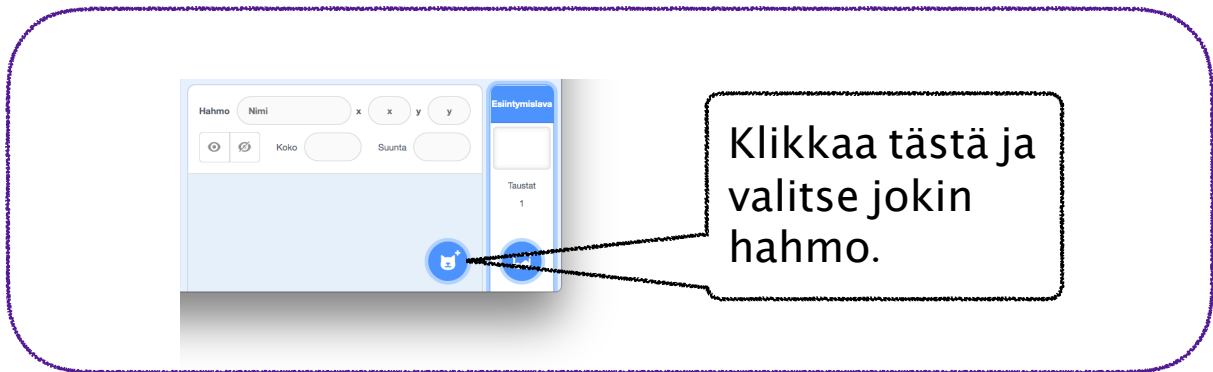 Hahmo Nimi x x y y
Koko Suunta
Esiintymislava
Taustat
1
Klikkaa tästä ja
valitse jokin
hahmo.